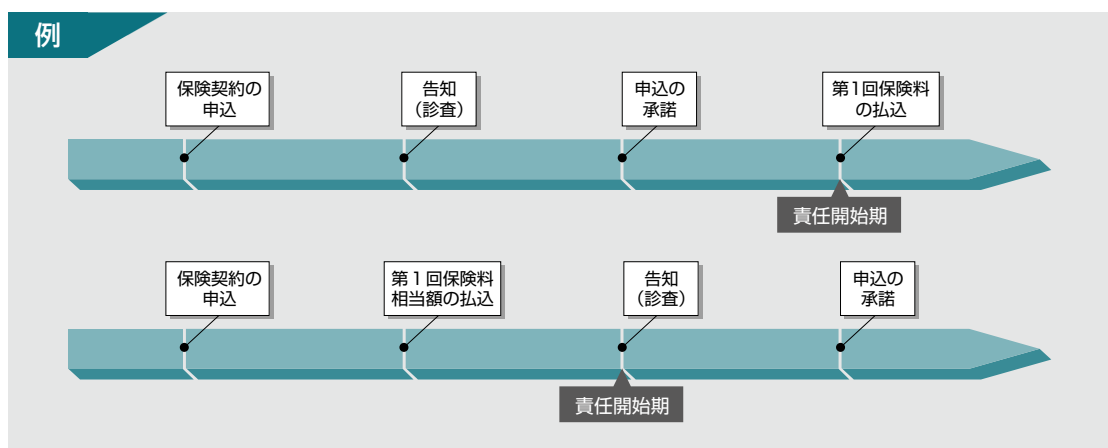 例
保険契約の
申込
告知
（診査）
申込の
承諾
第1回保険料
の払込
責任開始期
保険契約の
申込
第1回保険料
相当額の払込
告知
（診査）
申込の
承諾
責任開始期